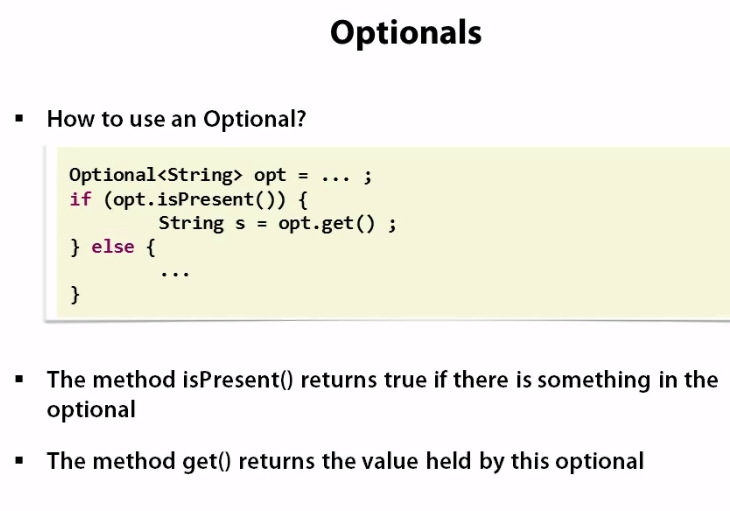 Optionals
▪ How to use an Optional?
Optional<String> opt = ... ;
if (opt.isPresent()) {
        String s = opt.get() ;
} else {
        ...
}
▪ The method isPresent() returns true if there is something in the
optional
▪ The method get() returns the value held by this optional